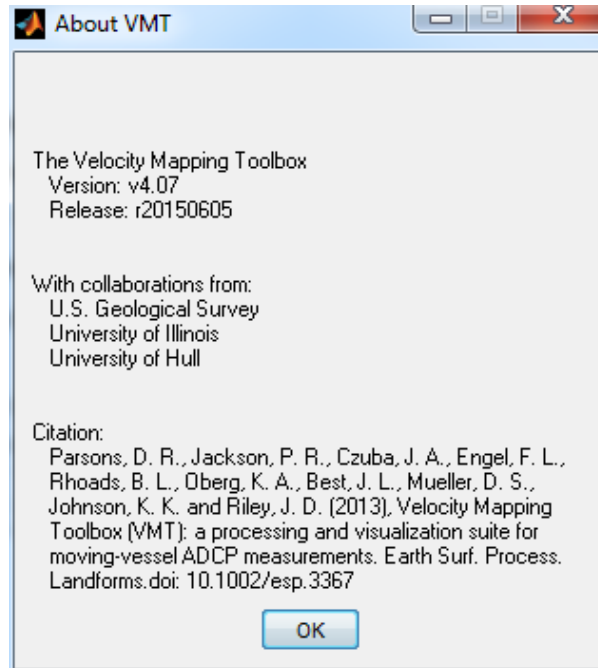 About VMT
The Velocity Mapping Toolbox
Version: v4.07
Release: r20150605
With collaborations from:
U.S. Geological Survey
University of Illinois
University of Hull
Citation:
Parsons, D. R., Jackson, P. R., Czuba, J. A., Engel, F. L.,
Rhoads, B. L., Oberg, K. A., Best, J. L., Mueller, D. S.,
Johnson, K. K. and Riley, J. D. (2013), Velocity Mapping
Toolbox (VMT): a processing and visualization suite for
moving-vessel ADCP measurements. Earth Surf. Process.
Landforms.doi: 10.1002/esp.3367
OK